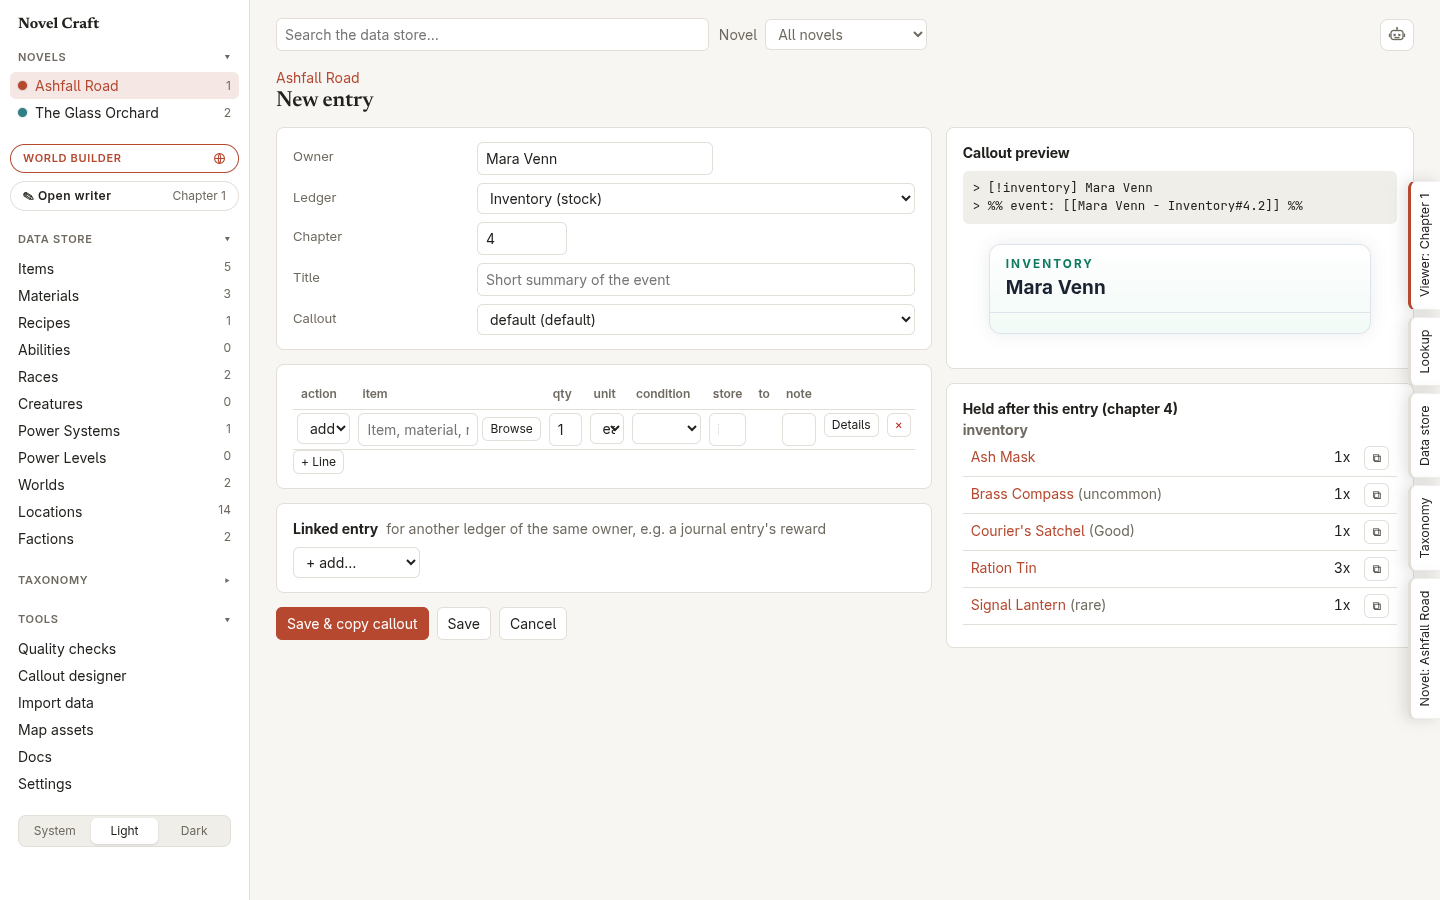 Novel Craft
NOVELS
Ashfall Road 1
The Glass Orchard 2
WORLD BUILDER
Open writer Chapter 1
DATA STORE
Items 5
Materials 3
Recipes 1
Abilities 0
Races 2
Creatures 0
Power Systems 1
Power Levels 0
Worlds 2
Locations 14
Factions 2
TAXONOMY
TOOLS
Quality checks
Callout designer
Import data
Map assets
Docs
Settings
System Light Dark
Search the data store...
Novel All novels
Ashfall Road
New entry
Owner Mara Venn
Ledger Inventory (stock)
Chapter 4
Title Short summary of the event
Callout default (default)
action item qty unit condition store to note
add Item, material, Browse 1 Details ×
+ Line
Linked entry for another ledger of the same owner, e.g. a journal entry's reward
+ add...
Save & copy callout Save Cancel
Callout preview
> [!inventory] Mara Venn
> %% event: [[Mara Venn - Inventory#4.2]] %%
INVENTORY
Mara Venn
Held after this entry (chapter 4)
inventory
Ash Mask 1x
Brass Compass (uncommon) 1x
Courier's Satchel (Good) 1x
Ration Tin 3x
Signal Lantern (rare) 1x
Viewer: Chapter 1
Lookup
Data store
Taxonomy
Novel: Ashfall Road